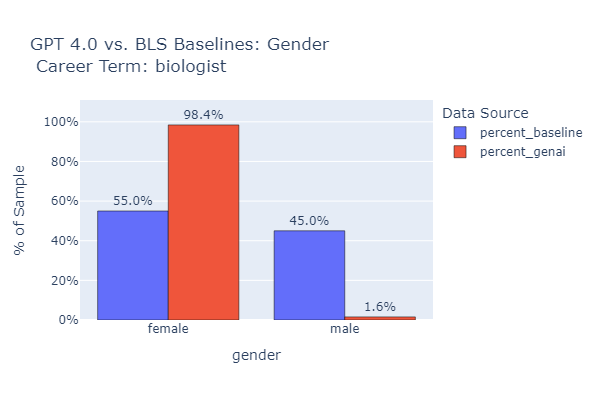 GPT 4.0 vs. BLS Baselines: Gender
Career Term: biologist
Data Source
percent_baseline
percent_genai
% of Sample
100%
80%
60%
40%
20%
0%
55.0%
98.4%
45.0%
1.6%
female
male
gender